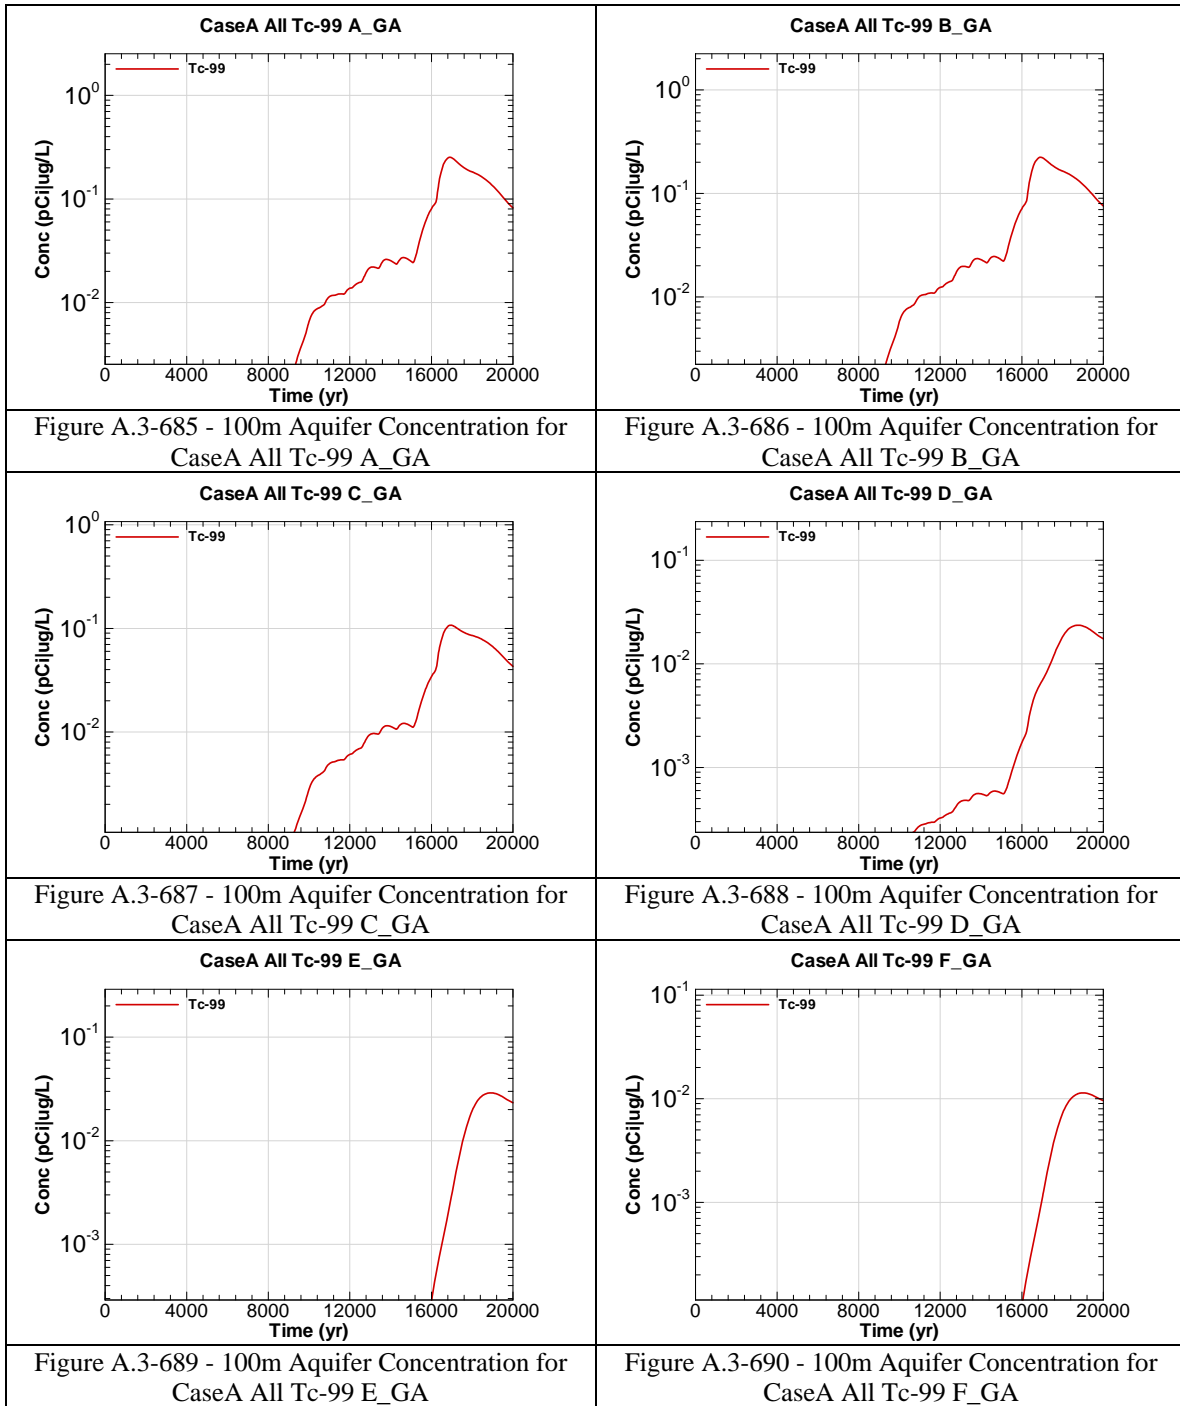 CaseA All Tc-99 A_GA
Tc-99
10^0
10^-1
10^-2
Conc (pCi|ug/L)
0 4000 8000 12000 16000 20000
Time (yr)
Figure A.3-685 - 100m Aquifer Concentration for
CaseA All Tc-99 A_GA
CaseA All Tc-99 B_GA
Tc-99
10^0
10^-1
10^-2
Conc (pCi|ug/L)
0 4000 8000 12000 16000 20000
Time (yr)
Figure A.3-686 - 100m Aquifer Concentration for
CaseA All Tc-99 B_GA
CaseA All Tc-99 C_GA
Tc-99
10^0
10^-1
10^-2
Conc (pCi|ug/L)
0 4000 8000 12000 16000 20000
Time (yr)
Figure A.3-687 - 100m Aquifer Concentration for
CaseA All Tc-99 C_GA
CaseA All Tc-99 D_GA
Tc-99
10^-1
10^-2
10^-3
Conc (pCi|ug/L)
0 4000 8000 12000 16000 20000
Time (yr)
Figure A.3-688 - 100m Aquifer Concentration for
CaseA All Tc-99 D_GA
CaseA All Tc-99 E_GA
Tc-99
10^-1
10^-2
10^-3
Conc (pCi|ug/L)
0 4000 8000 12000 16000 20000
Time (yr)
Figure A.3-689 - 100m Aquifer Concentration for
CaseA All Tc-99 E_GA
CaseA All Tc-99 F_GA
Tc-99
10^-1
10^-2
10^-3
Conc (pCi|ug/L)
0 4000 8000 12000 16000 20000
Time (yr)
Figure A.3-690 - 100m Aquifer Concentration for
CaseA All Tc-99 F_GA